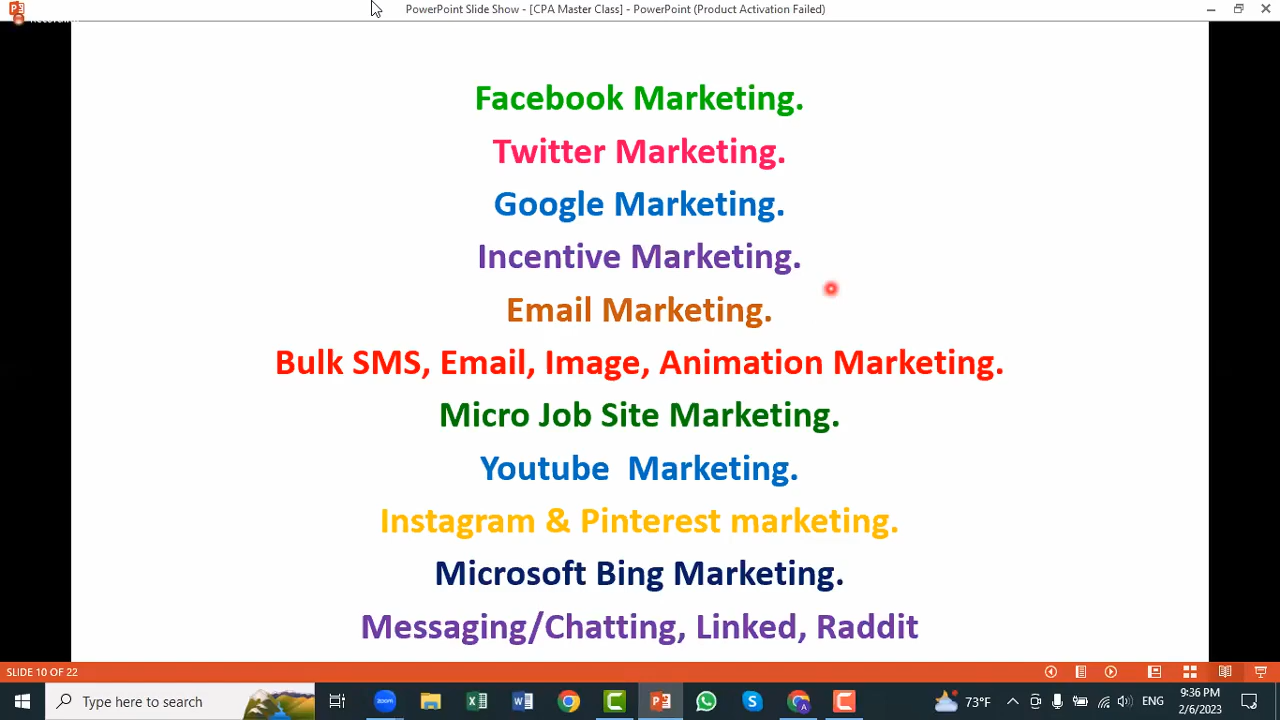 PowerPoint Slide Show - [CPA Master Class] - PowerPoint (Product Activation Failed)
Facebook Marketing.
Twitter Marketing.
Google Marketing.
Incentive Marketing.
Email Marketing.
Bulk SMS, Email, Image, Animation Marketing.
Micro Job Site Marketing.
Youtube  Marketing.
Instagram & Pinterest marketing.
Microsoft Bing Marketing.
Messaging/Chatting, Linked, Raddit
SLIDE 10 OF 22
Type here to search
zoom
73°F
ENG
9:36 PM
2/6/2023